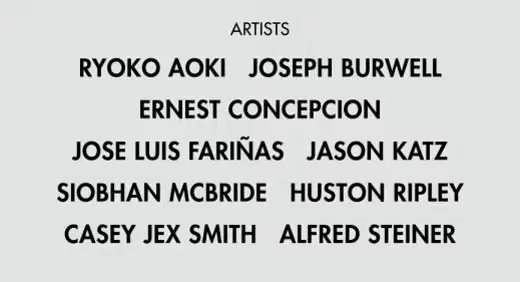 ARTISTS
RYOKO AOKI JOSEPH BURWELL
ERNEST CONCEPCION
JOSE LUIS FARIÑAS JASON KATZ
SIOBHAN MCBRIDE HUSTON RIPLEY
CASEY JEX SMITH ALFRED STEINER